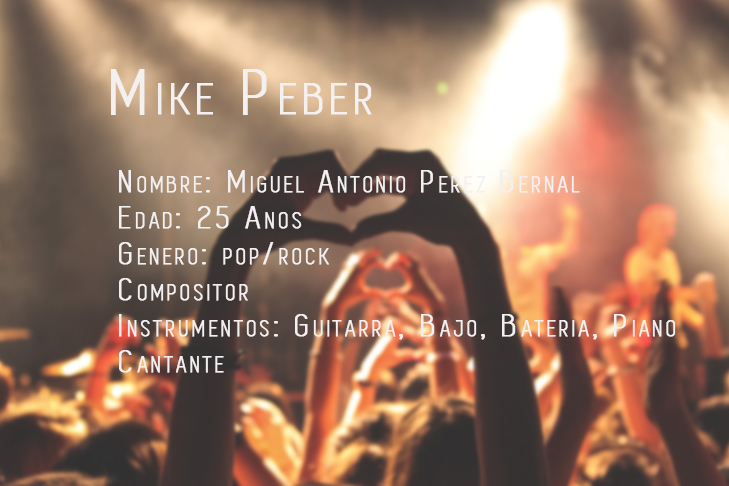 Mike Peber
Nombre: Miguel Antonio Perez Bernal
Edad: 25 Anos
Genero: pop/rock
Compositor
Instrumentos: Guitarra, Bajo, Bateria, Piano
Cantante